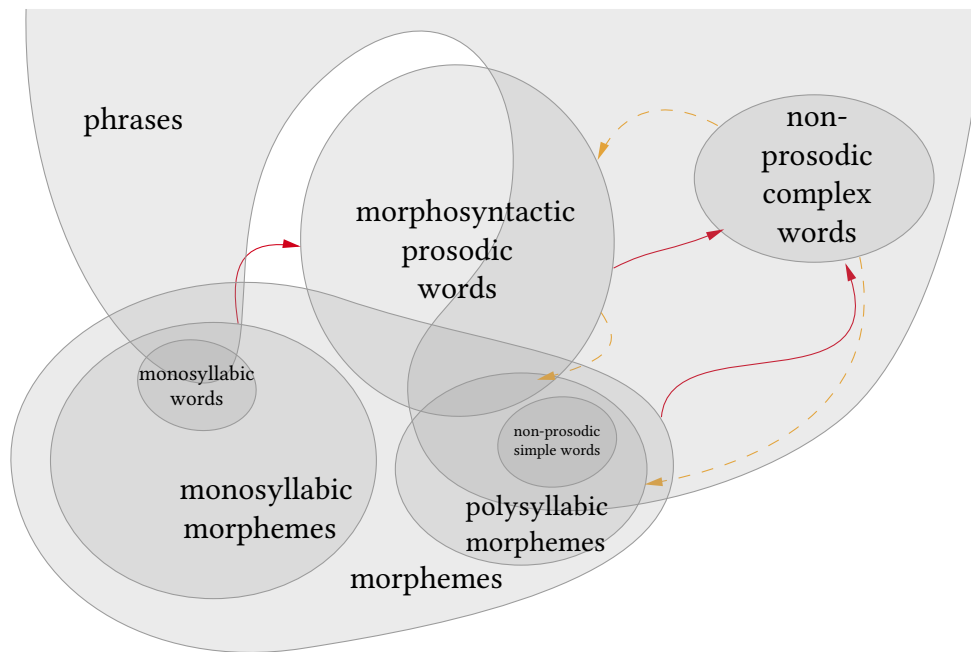 phrases
non-
prosodic
complex
words
morphosyntactic
prosodic
words
monosyllabic
words
non-prosodic
simple words
monosyllabic
morphemes
polysyllabic
morphemes
morphemes